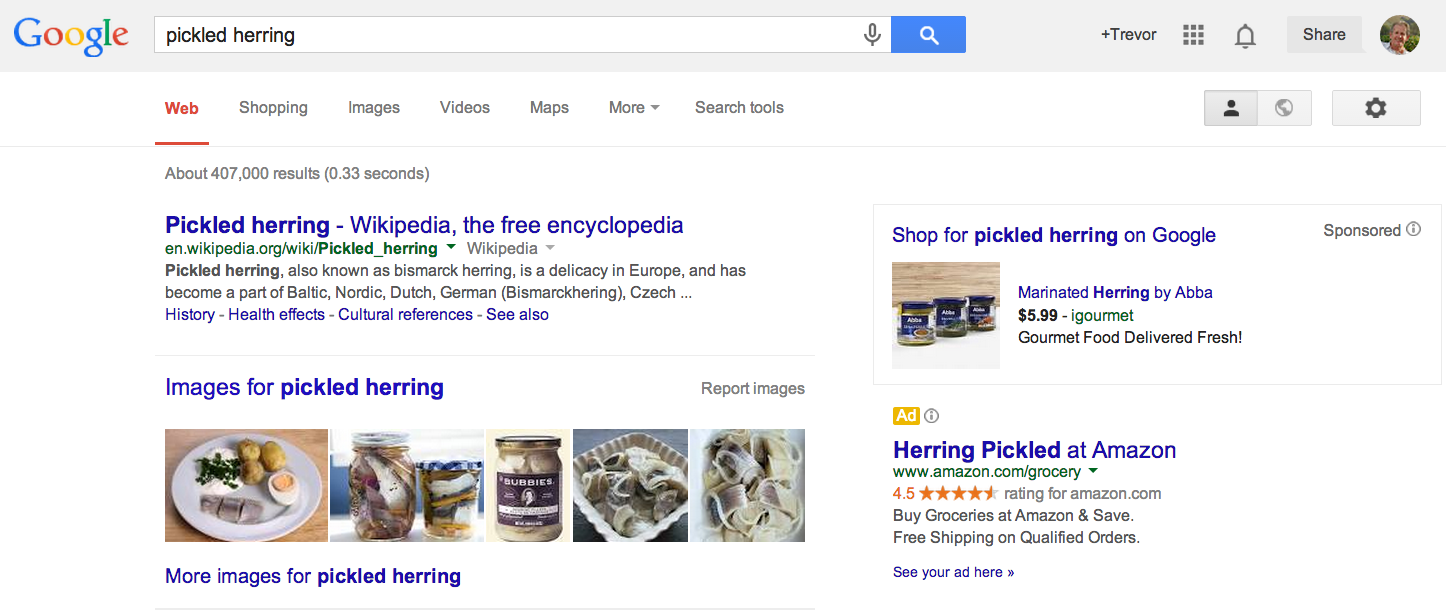 Google
pickled herring
+Trevor
Share
Web Shopping Images Videos Maps More Search tools
About 407,000 results (0.33 seconds)
Pickled herring - Wikipedia, the free encyclopedia
en.wikipedia.org/wiki/Pickled_herring Wikipedia
Pickled herring, also known as bismarck herring, is a delicacy in Europe, and has
become a part of Baltic, Nordic, Dutch, German (Bismarckhering), Czech ...
History - Health effects - Cultural references - See also
Images for pickled herring
Report images
BUBBIES
More images for pickled herring
Shop for pickled herring on Google
Sponsored
Abba
Abba
Abba
Marinated Herring by Abba
$5.99 - igourmet
Gourmet Food Delivered Fresh!
Ad
Herring Pickled at Amazon
www.amazon.com/grocery
4.5 rating for amazon.com
Buy Groceries at Amazon & Save.
Free Shipping on Qualified Orders.
See your ad here »